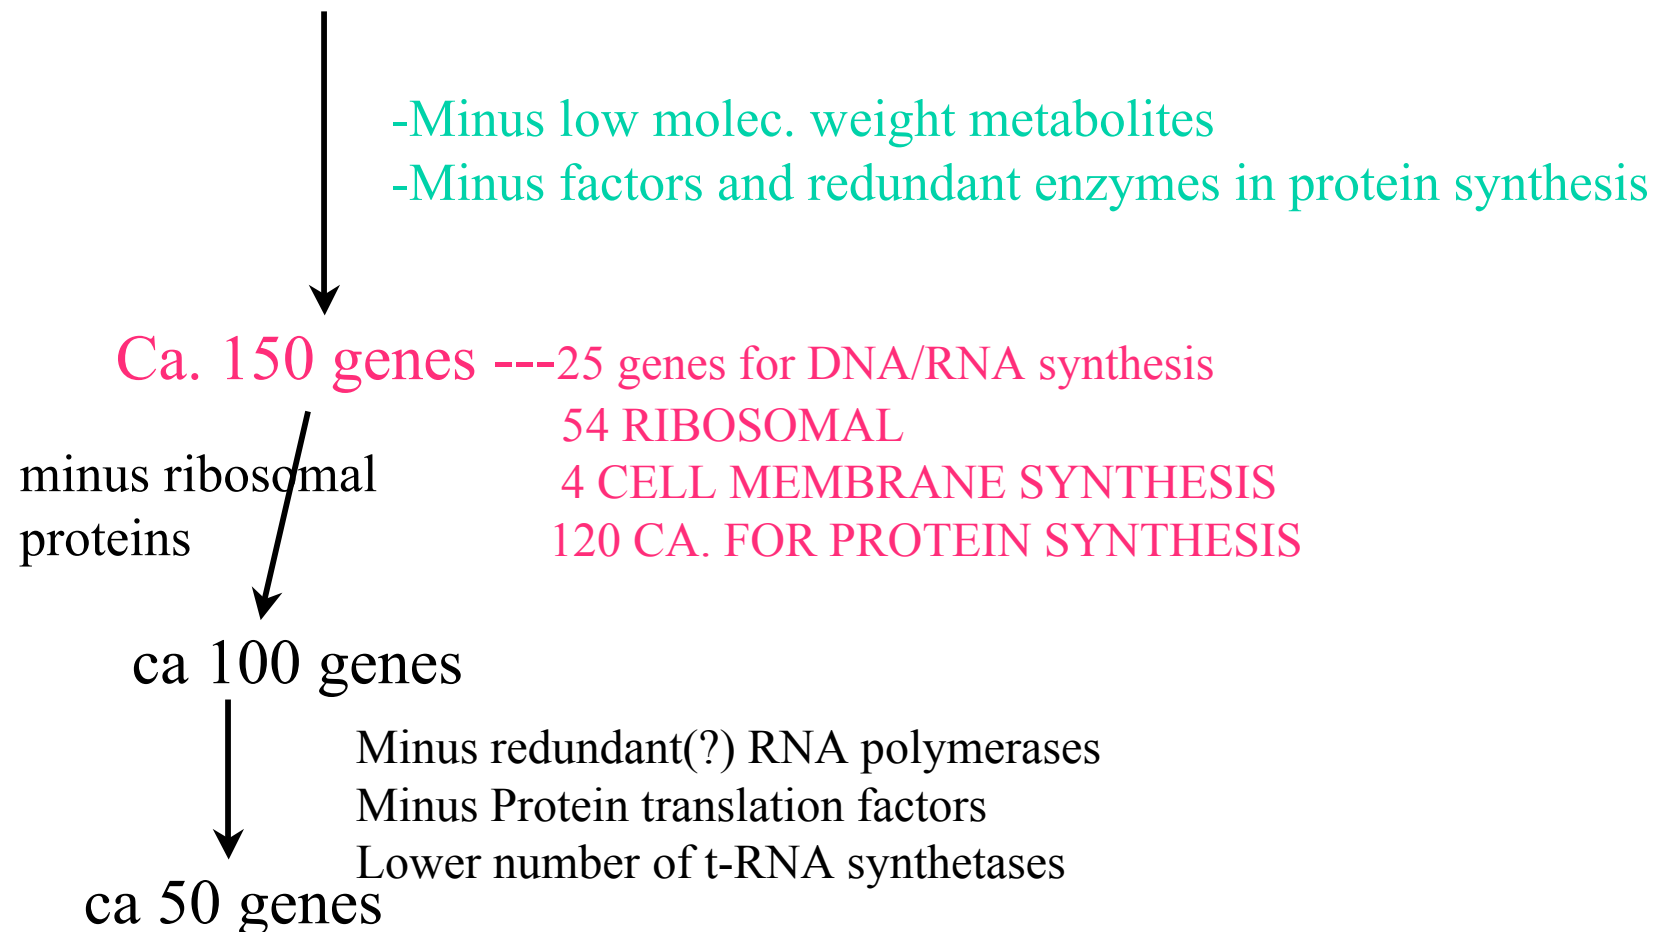 -Minus low molec. weight metabolites
-Minus factors and redundant enzymes in protein synthesis
Ca. 150 genes ---25 genes for DNA/RNA synthesis
54 RIBOSOMAL
4 CELL MEMBRANE SYNTHESIS
120 CA. FOR PROTEIN SYNTHESIS
minus ribosomal
proteins
ca 100 genes
Minus redundant(?) RNA polymerases
Minus Protein translation factors
Lower number of t-RNA synthetases
ca 50 genes